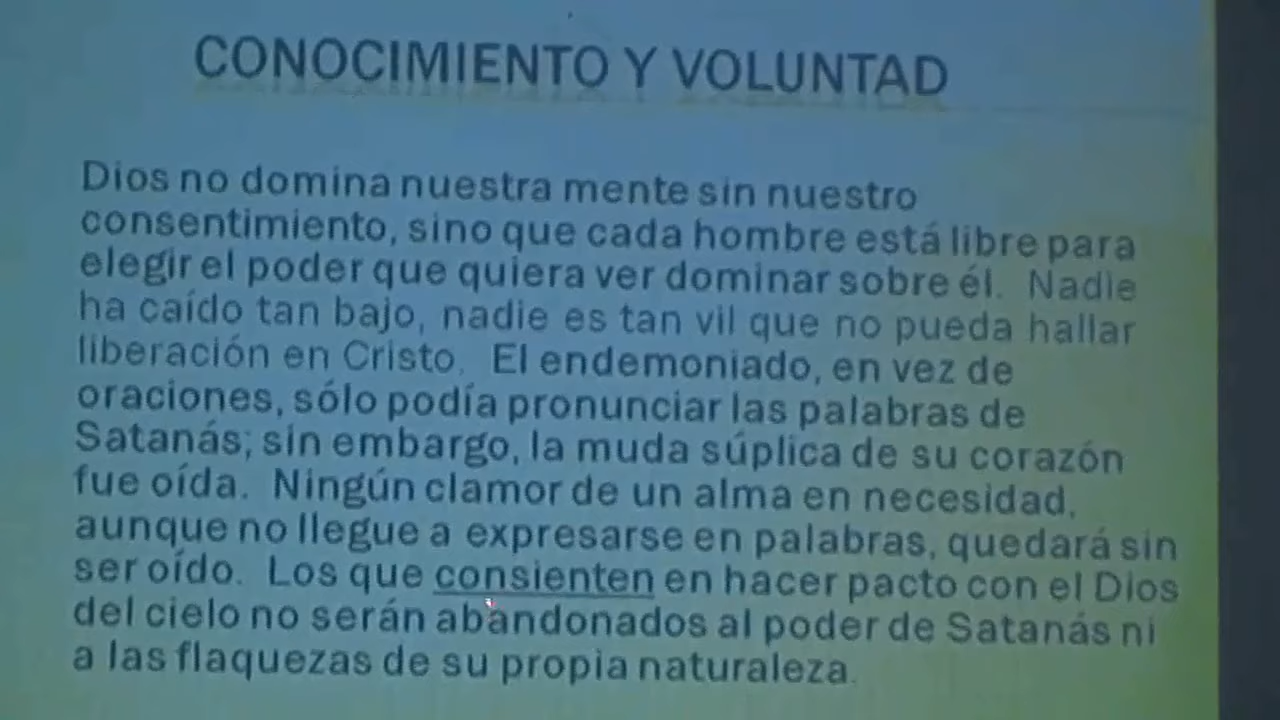 CONOCIMIENTO Y VOLUNTAD
Dios no domina nuestra mente sin nuestro
consentimiento, sino que cada hombre está libre para
elegir el poder que quiera ver dominar sobre él. Nadie
ha caído tan bajo, nadie es tan vil que no pueda hallar
liberación en Cristo. El endemoniado, en vez de
oraciones, sólo podía pronunciar las palabras de
Satanás; sin embargo, la muda súplica de su corazón
fue oída. Ningún clamor de un alma en necesidad,
aunque no llegue a expresarse en palabras, quedará sin
ser oído. Los que consienten en hacer pacto con el Dios
del cielo no serán abandonados al poder de Satanás ni
a las flaquezas de su propia naturaleza.